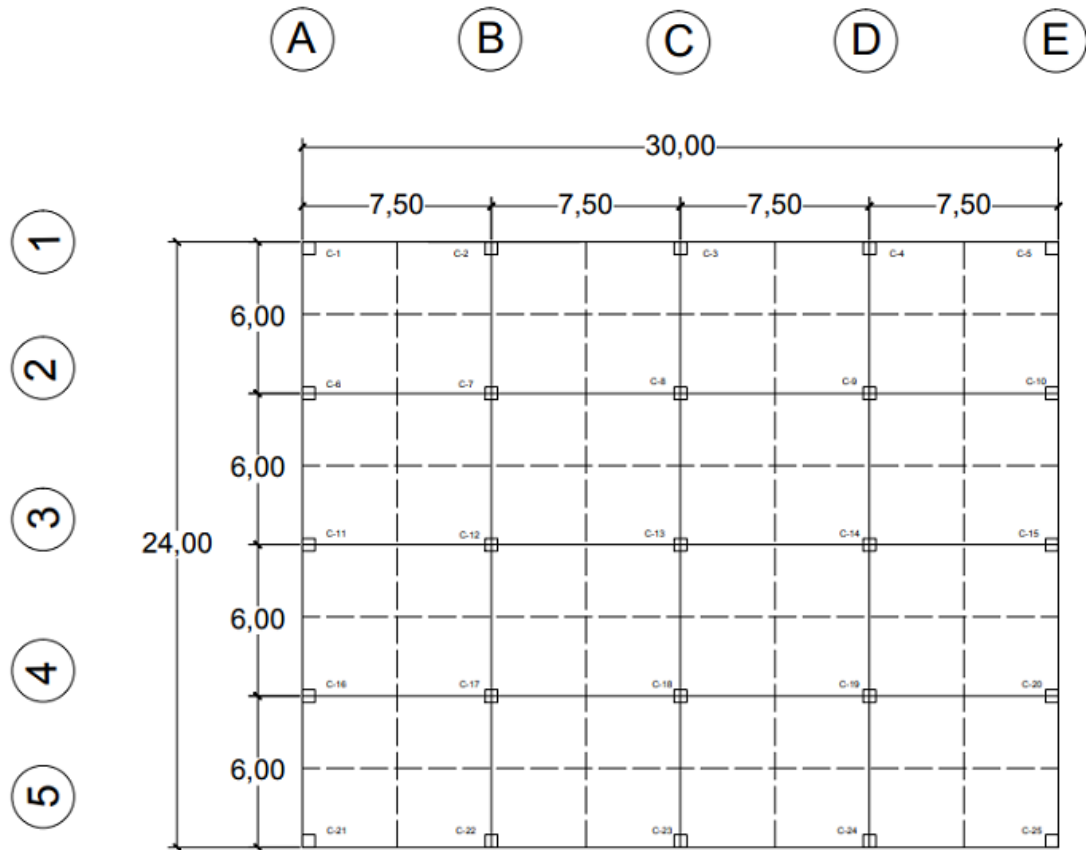 A B C D E
30,00
7,50 7,50 7,50 7,50
1
C-1 C-2 C-3 C-4 C-5
6,00
2
C-6 C-7 C-8 C-9 C-10
6,00
3
24,00
C-11 C-12 C-13 C-14 C-15
6,00
4
C-16 C-17 C-18 C-19 C-20
6,00
5
C-21 C-22 C-23 C-24 C-25